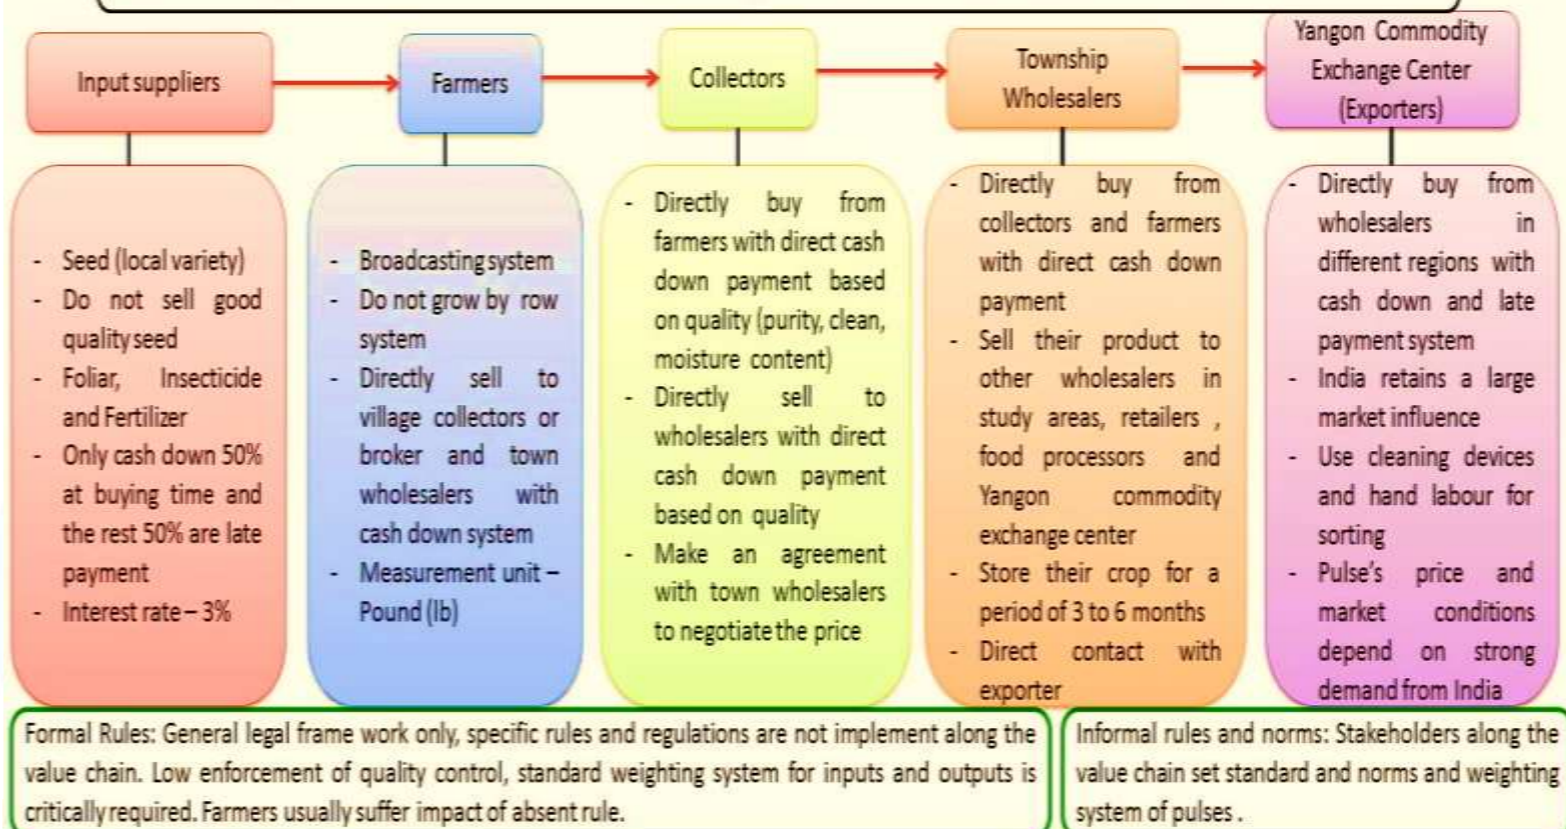 Input suppliers
Farmers
Collectors
Township
Wholesalers
Yangon Commodity
Exchange Center
(Exporters)
- Seed (local variety)
- Do not sell good
quality seed
- Foliar, Insecticide
and Fertilizer
- Only cash down 50%
at buying time and
the rest 50% are late
payment
- Interest rate – 3%
- Broadcasting system
- Do not grow by row
system
- Directly sell to
village collectors or
broker and town
wholesalers with
cash down system
- Measurement unit –
Pound (lb)
- Directly buy from
farmers with direct cash
down payment based
on quality (purity, clean,
moisture content)
- Directly sell to
wholesalers with direct
cash down payment
based on quality
- Make an agreement
with town wholesalers
to negotiate the price
- Directly buy from
collectors and farmers
with direct cash down
payment
- Sell their product to
other wholesalers in
study areas, retailers ,
food processors and
Yangon commodity
exchange center
- Store their crop for a
period of 3 to 6 months
- Direct contact with
exporter
- Directly buy from
wholesalers in
different regions with
cash down and late
payment system
- India retains a large
market influence
- Use cleaning devices
and hand labour for
sorting
- Pulse's price and
market conditions
depend on strong
demand from India
Formal Rules: General legal frame work only, specific rules and regulations are not implement along the
value chain. Low enforcement of quality control, standard weighting system for inputs and outputs is
critically required. Farmers usually suffer impact of absent rule.
Informal rules and norms: Stakeholders along the
value chain set standard and norms and weighting
system of pulses .